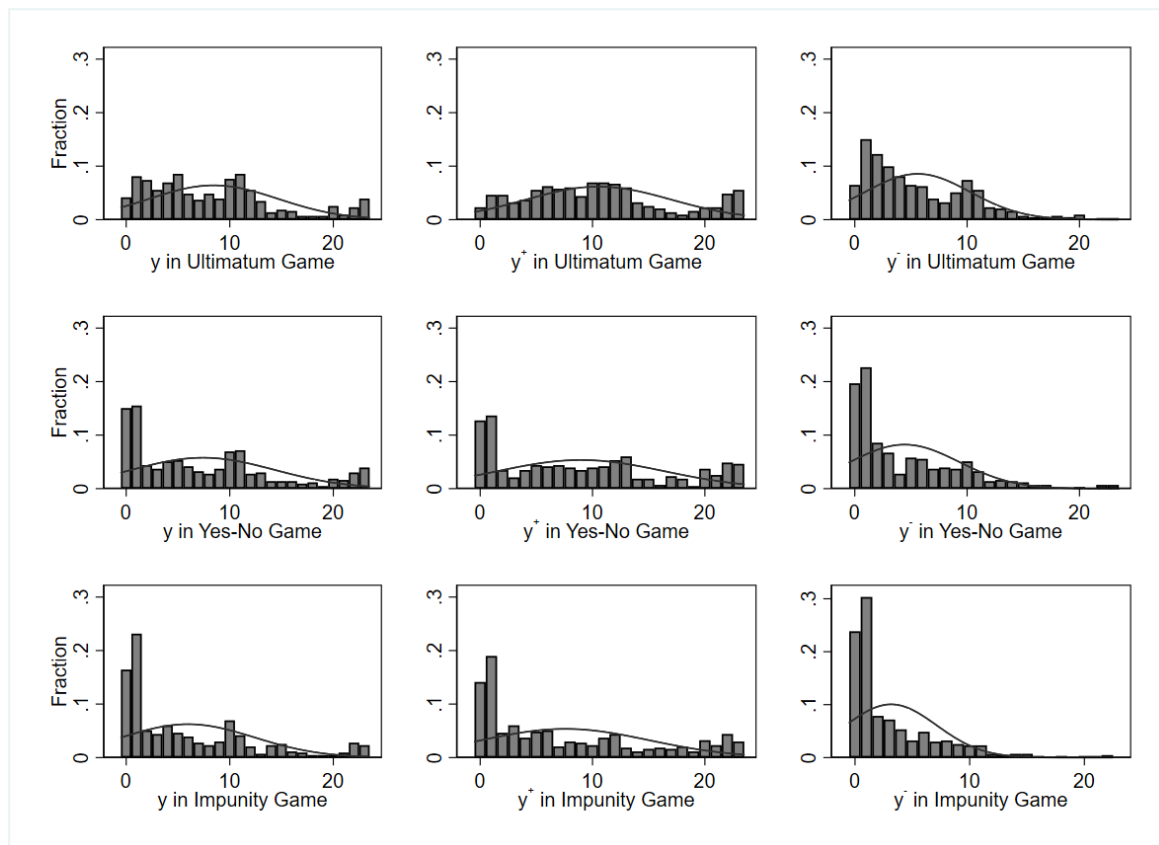 Fraction
0 .1 .2 .3
0 10 20
y in Ultimatum Game
0 .1 .2 .3
0 10 20
y⁺ in Ultimatum Game
0 .1 .2 .3
0 10 20
y⁻ in Ultimatum Game
Fraction
0 .1 .2 .3
0 10 20
y in Yes-No Game
0 .1 .2 .3
0 10 20
y⁺ in Yes-No Game
0 .1 .2 .3
0 10 20
y⁻ in Yes-No Game
Fraction
0 .1 .2 .3
0 10 20
y in Impunity Game
0 .1 .2 .3
0 10 20
y⁺ in Impunity Game
0 .1 .2 .3
0 10 20
y⁻ in Impunity Game